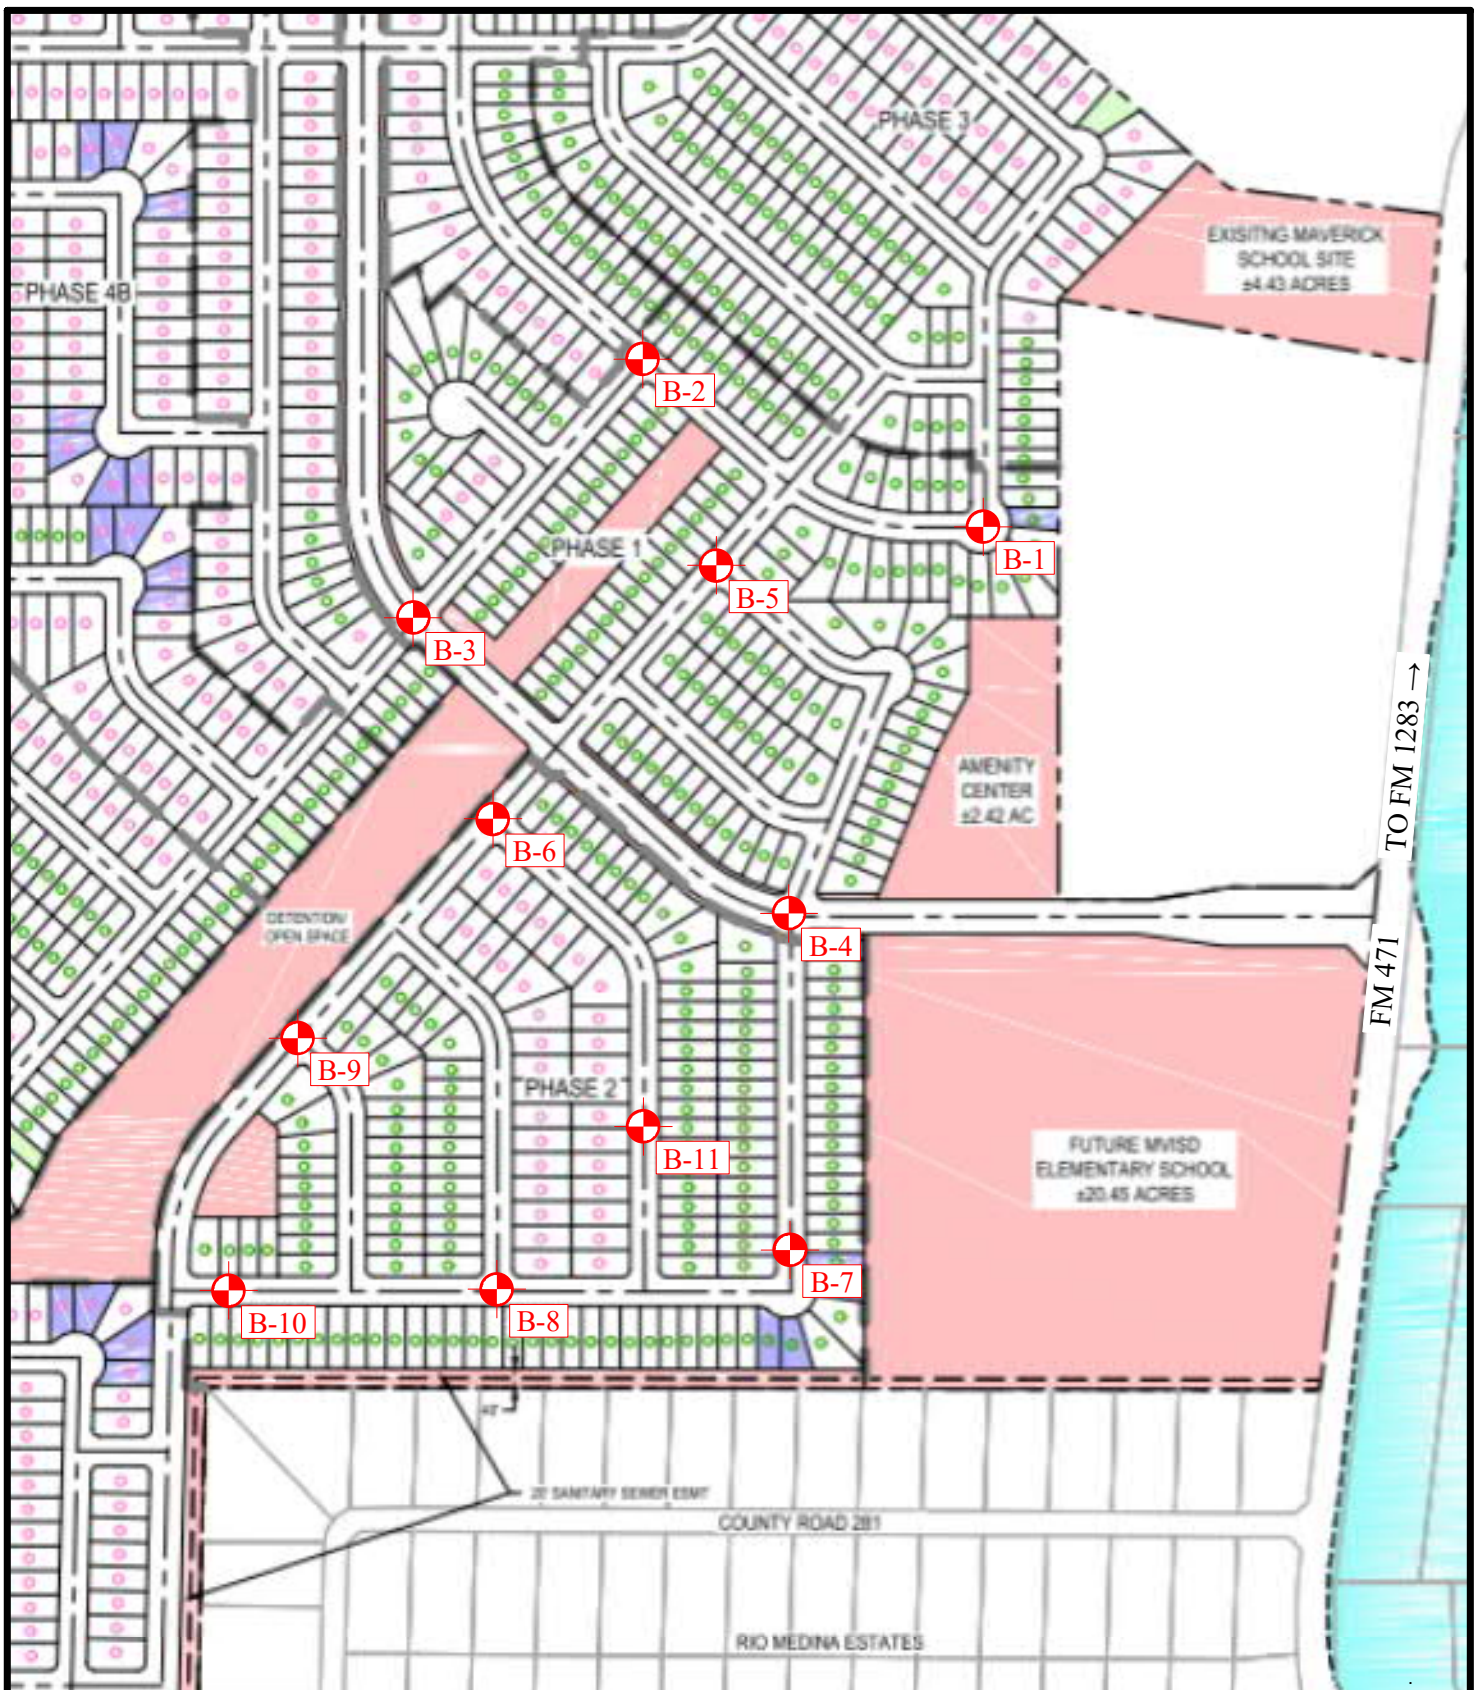 PHASE 3
EXISITNG MAVERICK
SCHOOL SITE
±4.43 ACRES
PHASE 4B
B-2
B-1
PHASE 1
B-5
B-3
TO FM 1283 →
AMENITY
CENTER
±2.42 AC
B-6
DETENTION/
OPEN SPACE
B-4
FM 471
B-9
PHASE 2
B-11
FUTURE MVISD
ELEMENTARY SCHOOL
±20.45 ACRES
B-7
B-10
B-8
40'
20' SANITARY SEWER ESMT
COUNTY ROAD 281
RIO MEDINA ESTATES